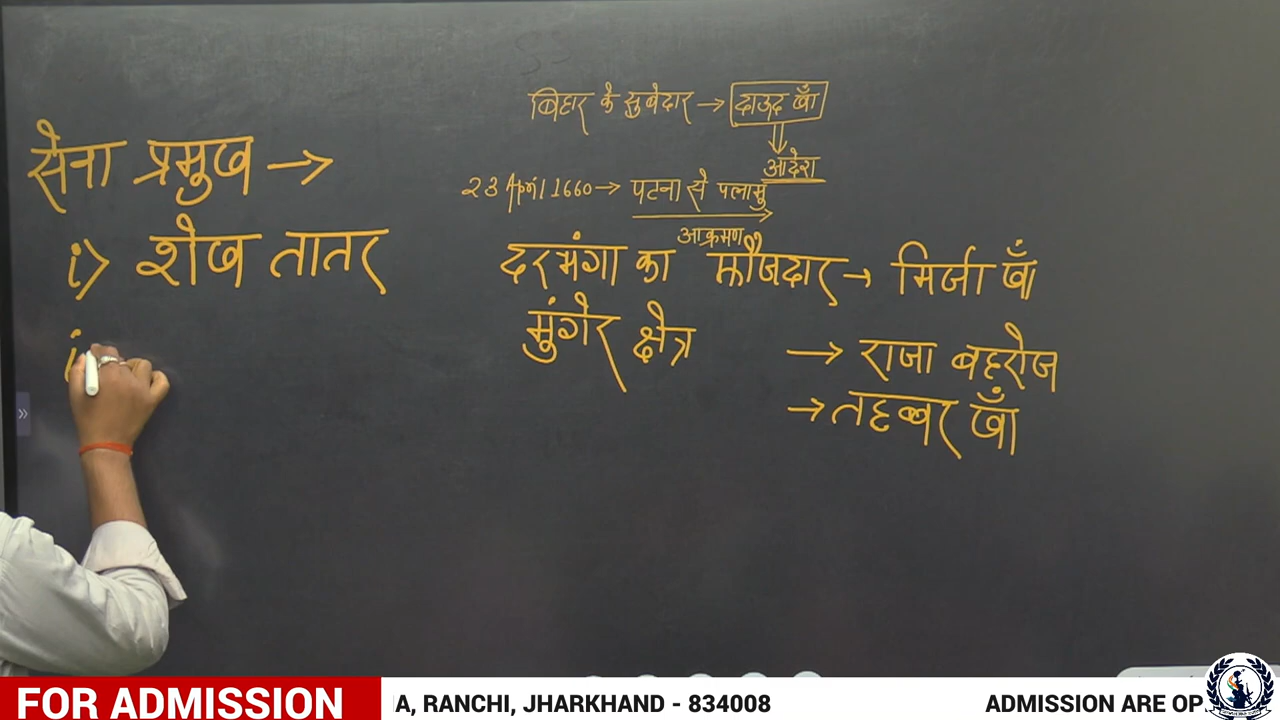 बिहार के सुबेदार → दाऊद खाँ
आदेश
23 April 1660 → पटना से पलामु
आक्रमण
सेना प्रमुख →
i> शेख तातर
i
दरभंगा का फौजदार → मिर्जा खाँ
मुंगेर क्षेत्र → राजा बहरोज
→ तहब्बर खाँ
»
FOR ADMISSION
A, RANCHI, JHARKHAND - 834008
ADMISSION ARE OP